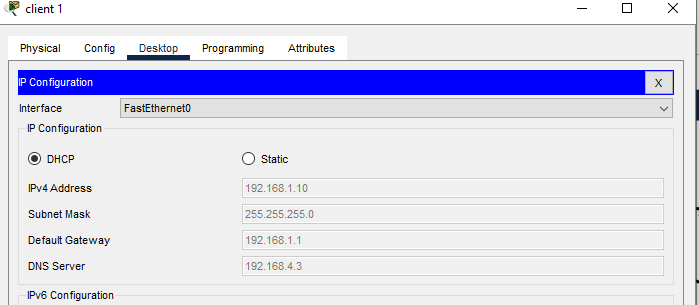 client 1
Physical Config Desktop Programming Attributes
IP Configuration X
Interface FastEthernet0
IP Configuration
DHCP Static
IPv4 Address 192.168.1.10
Subnet Mask 255.255.255.0
Default Gateway 192.168.1.1
DNS Server 192.168.4.3
IPv6 Configuration